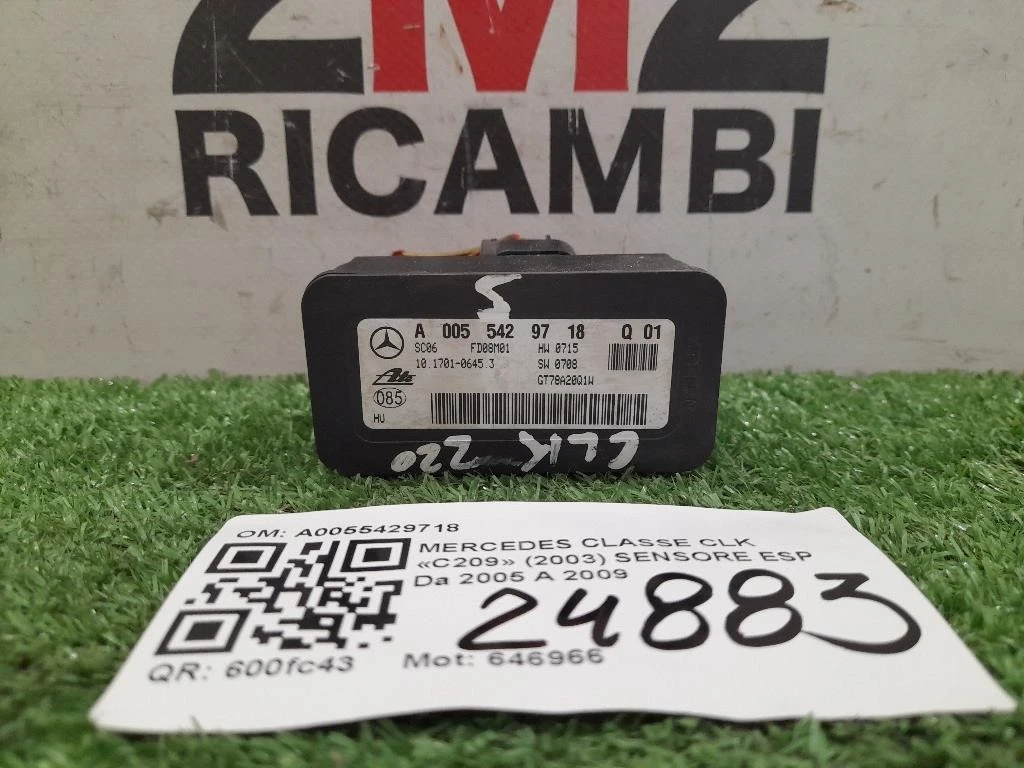 2M2
RICAMBI
S
A 005 542 97 18 Q 01
SC06 FD08M01 HW 0715
10.1701-0645.3 SW 0708
Ate GT78A20Q1W
085
HU
CLK 220
OM: A0055429718
MERCEDES CLASSE CLK
«C209» (2003) SENSORE ESP
Da 2005 A 2009
24883
QR: 600fc43 Mot: 646966